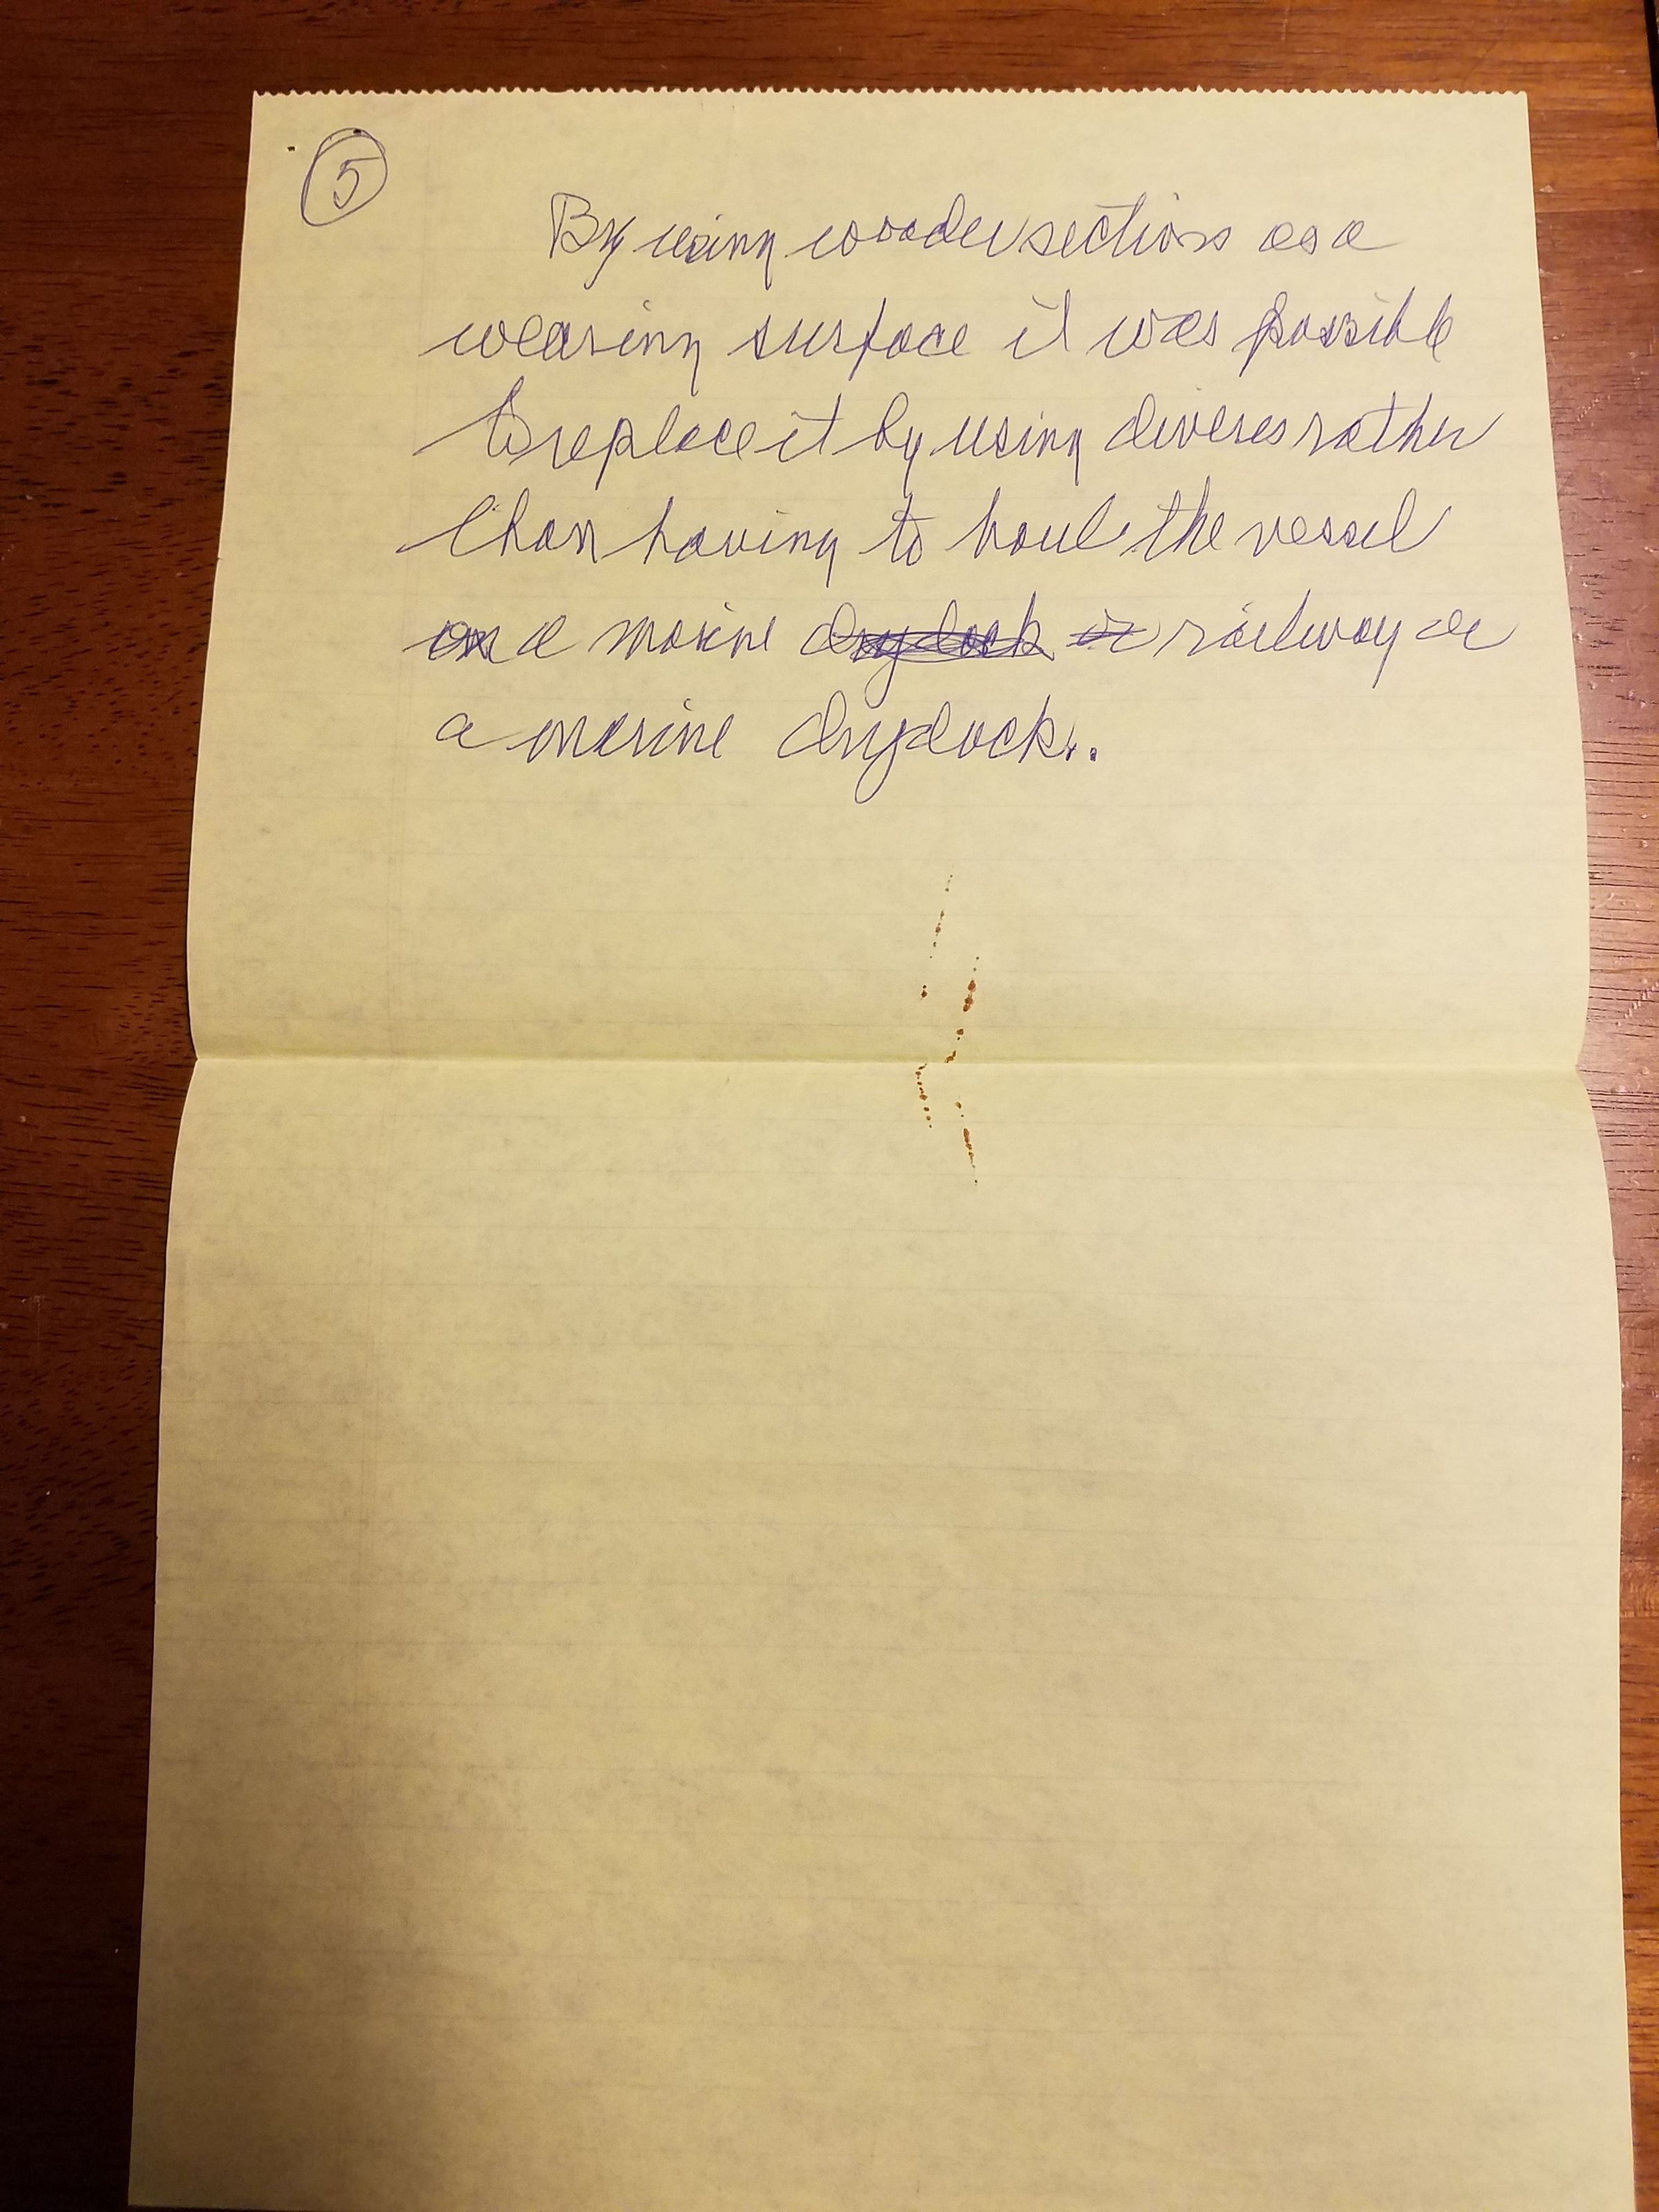 5
By using wooden sections as a
wearing surface it was possible
to replace it by using divers rather
than having to haul the vessel
on a marine drydock or railway or
a marine drydock.